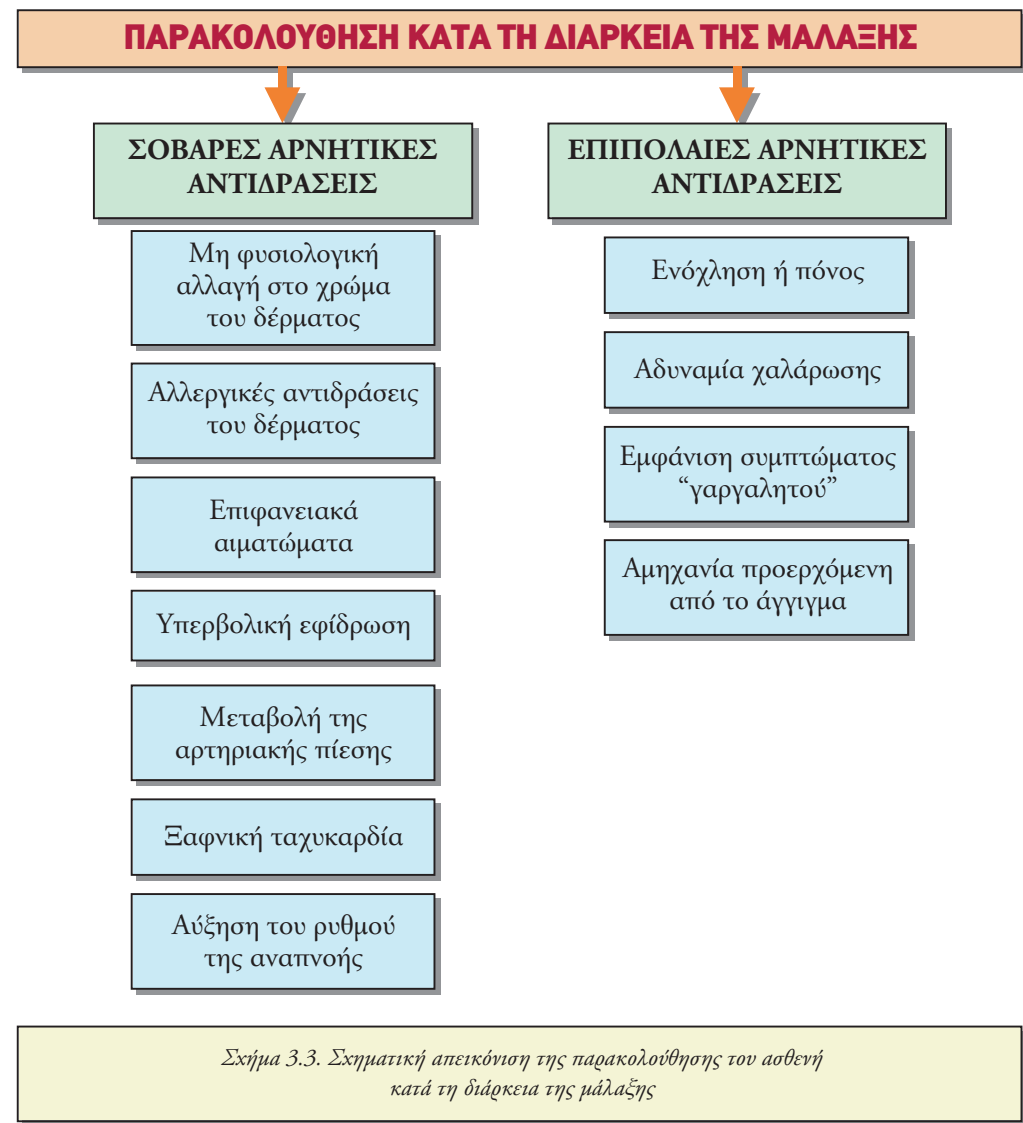 ΠΑΡΑΚΟΛΟΥΘΗΣΗ ΚΑΤΑ ΤΗ ΔΙΑΡΚΕΙΑ ΤΗΣ ΜΑΛΑΞΗΣ
ΣΟΒΑΡΕΣ ΑΡΝΗΤΙΚΕΣ
ΑΝΤΙΔΡΑΣΕΙΣ
Μη φυσιολογική
αλλαγή στο χρώμα
του δέρματος
Αλλεργικές αντιδράσεις
του δέρματος
Επιφανειακά
αιματώματα
Υπερβολική εφίδρωση
Μεταβολή της
αρτηριακής πίεσης
Ξαφνική ταχυκαρδία
Αύξηση του ρυθμού
της αναπνοής
ΕΠΙΠΟΛΑΙΕΣ ΑΡΝΗΤΙΚΕΣ
ΑΝΤΙΔΡΑΣΕΙΣ
Ενόχληση ή πόνος
Αδυναμία χαλάρωσης
Εμφάνιση συμπτώματος
“γαργαλητού”
Αμηχανία προερχόμενη
από το άγγιγμα
Σχήμα 3.3. Σχηματική απεικόνιση της παρακολούθησης του ασθενή
κατά τη διάρκεια της μάλαξης